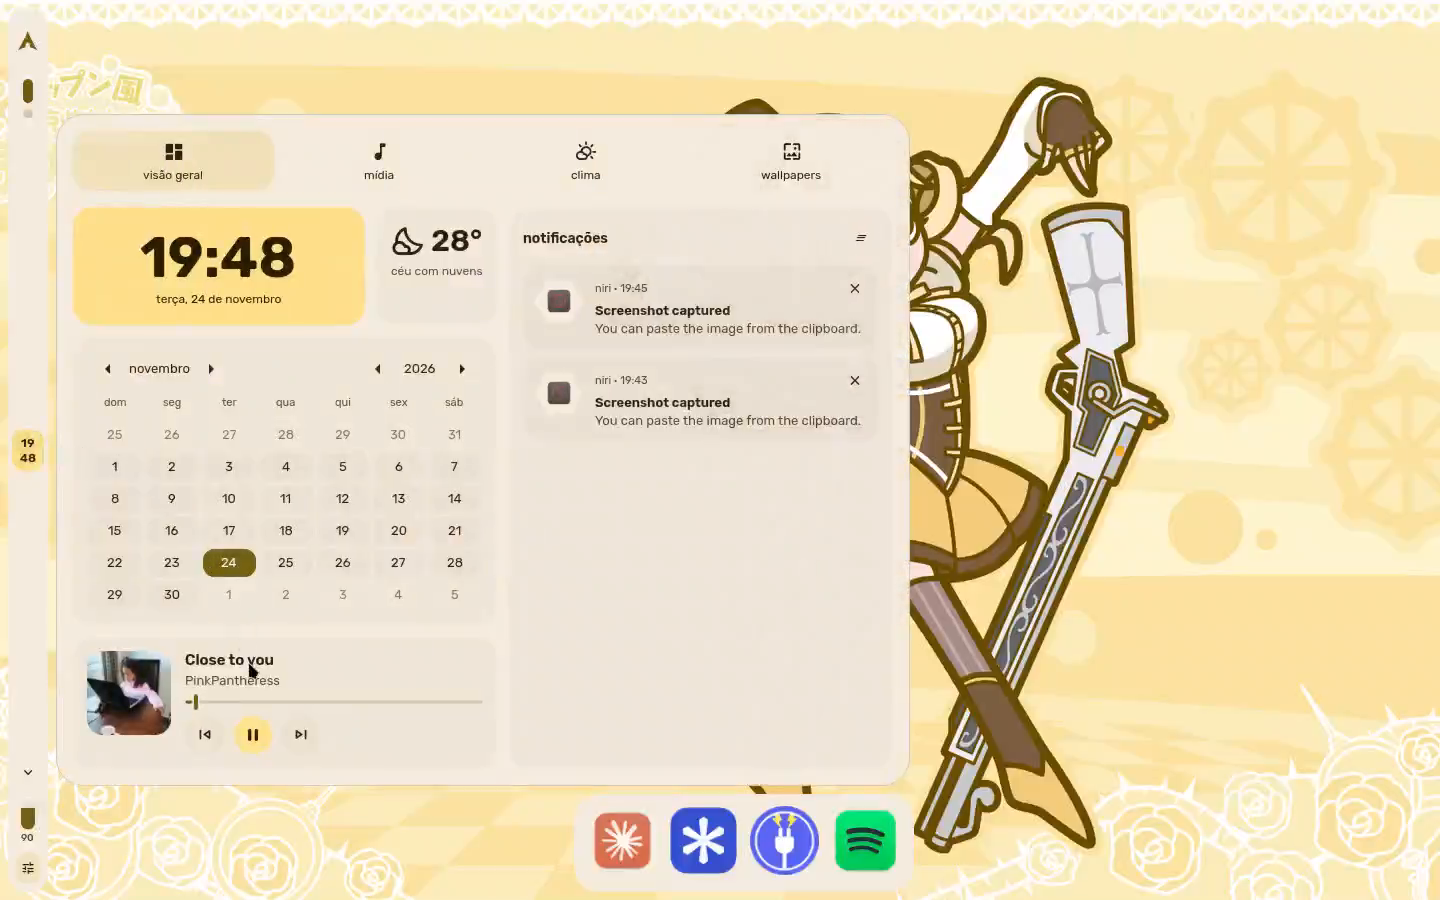 ップン風
visão geral
mídia
clima
wallpapers
19:48
terça, 24 de novembro
28°
céu com nuvens
notificações
niri • 19:45
Screenshot captured
You can paste the image from the clipboard.
niri • 19:43
Screenshot captured
You can paste the image from the clipboard.
novembro
2026
dom seg ter qua qui sex sáb
25 26 27 28 29 30 31
1 2 3 4 5 6 7
8 9 10 11 12 13 14
15 16 17 18 19 20 21
22 23 24 25 26 27 28
29 30 1 2 3 4 5
19
48
Close to you
PinkPantheress
90